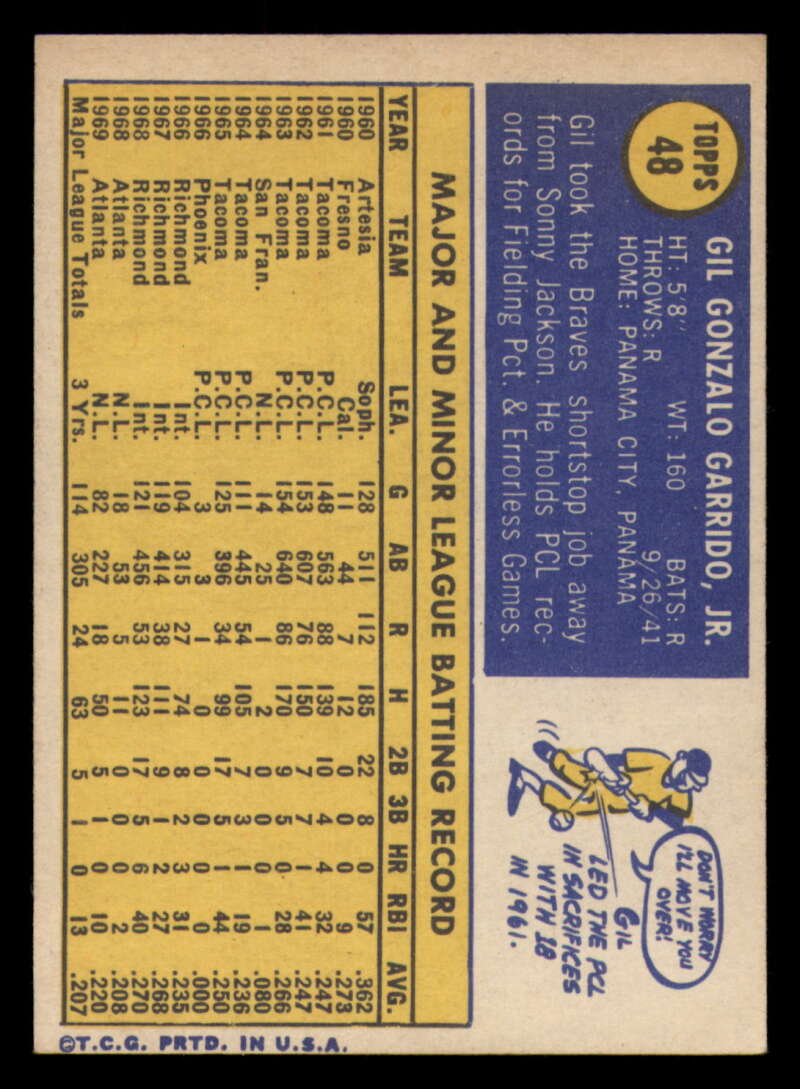 TOPPS
48
GIL GONZALO GARRIDO, JR.
HT: 5'8" WT: 160 BATS: R
THROWS: R 9/26/41
HOME: PANAMA CITY, PANAMA
Gil took the Braves shortstop job away
from Sonny Jackson. He holds PCL rec-
ords for Fielding Pct. & Errorless Games.
DON'T WORRY
I'LL MOVE YOU
OVER!
GIL
LED THE PCL
IN SACRIFICES
WITH 18
IN 1961.
MAJOR AND MINOR LEAGUE BATTING RECORD
YEAR TEAM LEA. G AB R H 2B 3B HR RBI AVG.
1960 Artesia Soph. 128 511 112 185 22 8 0 57 .362
1960 Fresno Cal. 11 44 7 12 0 0 0 9 .273
1961 Tacoma P.C.L. 148 563 88 139 10 4 4 32 .247
1962 Tacoma P.C.L. 153 607 76 150 7 7 1 41 .247
1963 Tacoma P.C.L. 154 640 86 170 9 5 0 28 .266
1964 San Fran. N.L. 14 25 1 2 0 0 0 1 .080
1964 Tacoma P.C.L. 111 445 54 105 7 3 1 19 .236
1965 Tacoma P.C.L. 125 396 34 99 17 5 1 44 .250
1966 Phoenix P.C.L. 3 3 1 0 0 0 0 0 .000
1966 Richmond Int. 104 315 27 74 8 2 3 31 .235
1967 Richmond Int. 119 414 38 111 9 1 2 27 .268
1968 Richmond Int. 121 456 53 123 17 5 6 40 .270
1968 Atlanta N.L. 18 53 5 11 0 0 0 2 .208
1969 Atlanta N.L. 82 227 18 50 5 1 0 10 .220
Major League Totals 3 Yrs. 114 305 24 63 5 1 0 13 .207
©T.C.G. PRTD. IN U.S.A.